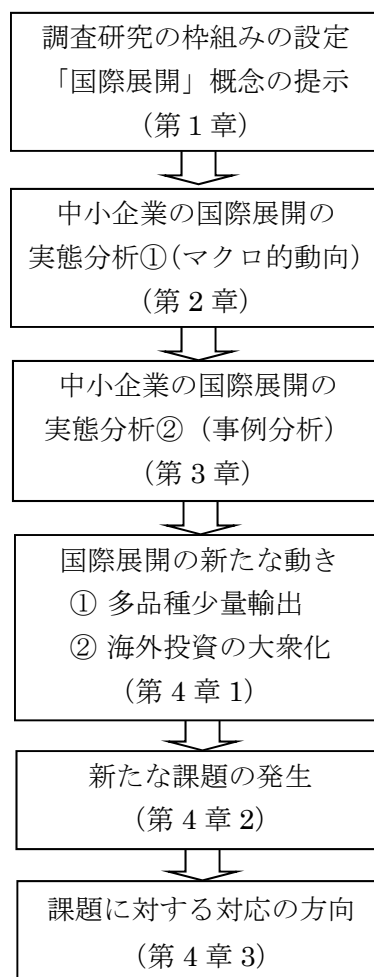 調査研究の枠組みの設定
「国際展開」概念の提示
（第 1 章）
中小企業の国際展開の
実態分析①（マクロ的動向）
（第 2 章）
中小企業の国際展開の
実態分析②（事例分析）
（第 3 章）
国際展開の新たな動き
① 多品種少量輸出
② 海外投資の大衆化
（第 4 章 1）
新たな課題の発生
（第 4 章 2）
課題に対する対応の方向
（第 4 章 3）